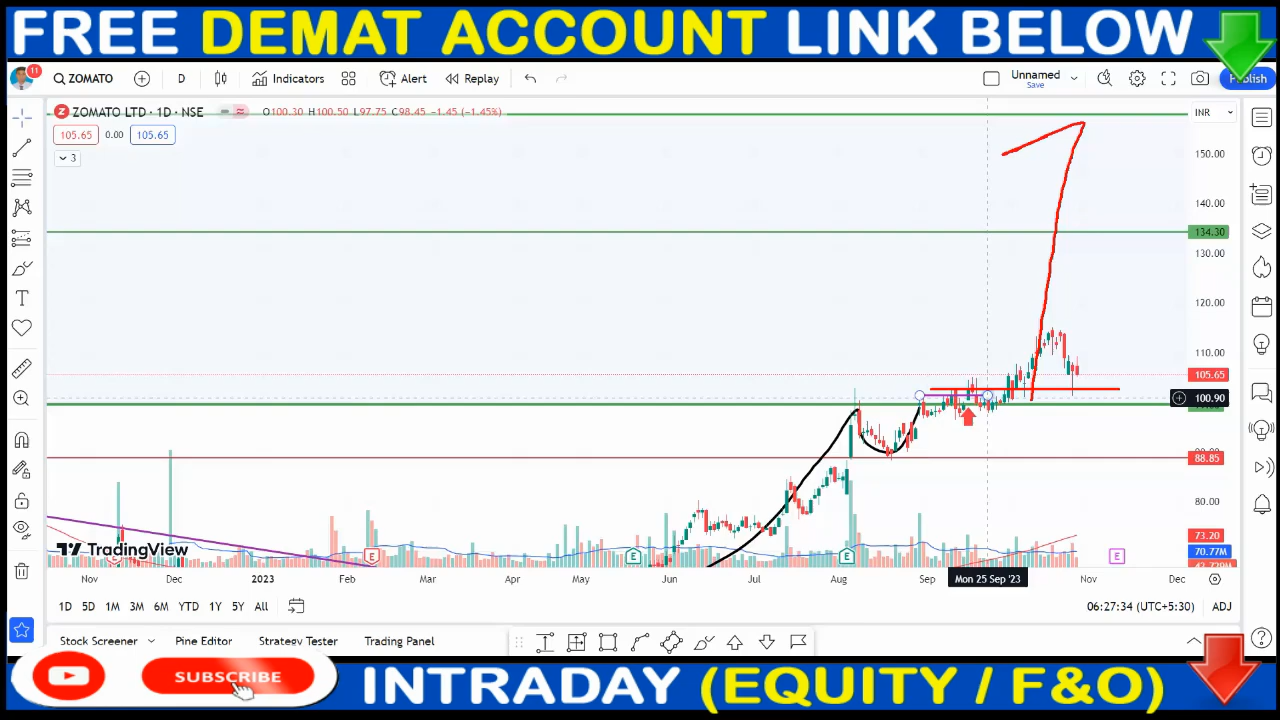 FREE DEMAT ACCOUNT LINK BELOW
11
ZOMATO
D
Indicators
Alert
Replay
Unnamed
Save
Publish
ZOMATO LTD · 1D · NSE
O100.30 H100.50 L97.75 C98.45 −1.45 (−1.45%)
INR
105.65 0.00 105.65
3
150.00
140.00
134.30
130.00
120.00
110.00
105.65
100.90
88.85
80.00
73.20
70.77M
TradingView
E E E E
Nov Dec 2023 Feb Mar Apr May Jun Jul Aug Sep Mon 25 Sep '23 Nov Dec
1D 5D 1M 3M 6M YTD 1Y 5Y All
06:27:34 (UTC+5:30) ADJ
Stock Screener Pine Editor Strategy Tester Trading Panel
SUBSCRIBE
INTRADAY (EQUITY / F&O)